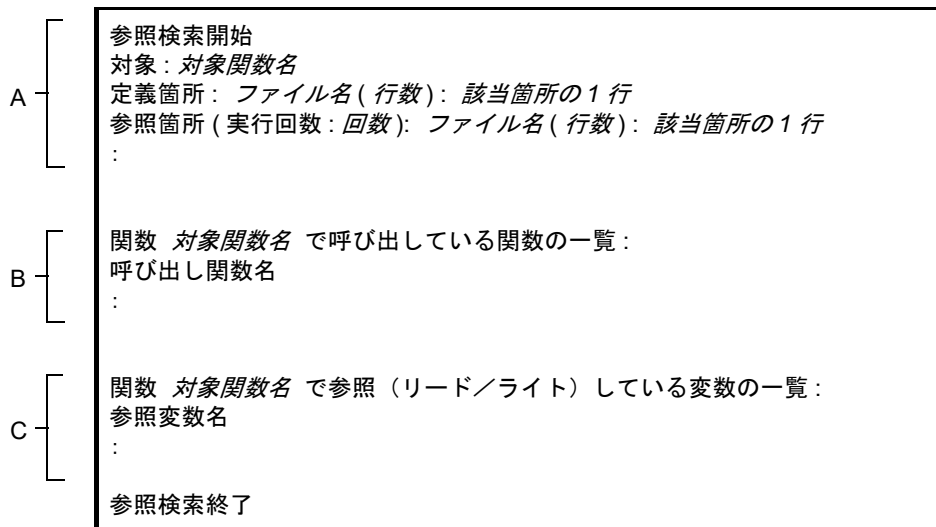 A
参照検索開始
対象 : 対象関数名
定義箇所 : ファイル名 ( 行数 ) : 該当箇所の 1 行
参照箇所 ( 実行回数 : 回数 ): ファイル名 ( 行数 ) : 該当箇所の 1 行
:
B
関数 対象関数名 で呼び出している関数の一覧 :
呼び出し関数名
:
C
関数 対象関数名 で参照（リード／ライト）している変数の一覧 :
参照変数名
:
参照検索終了